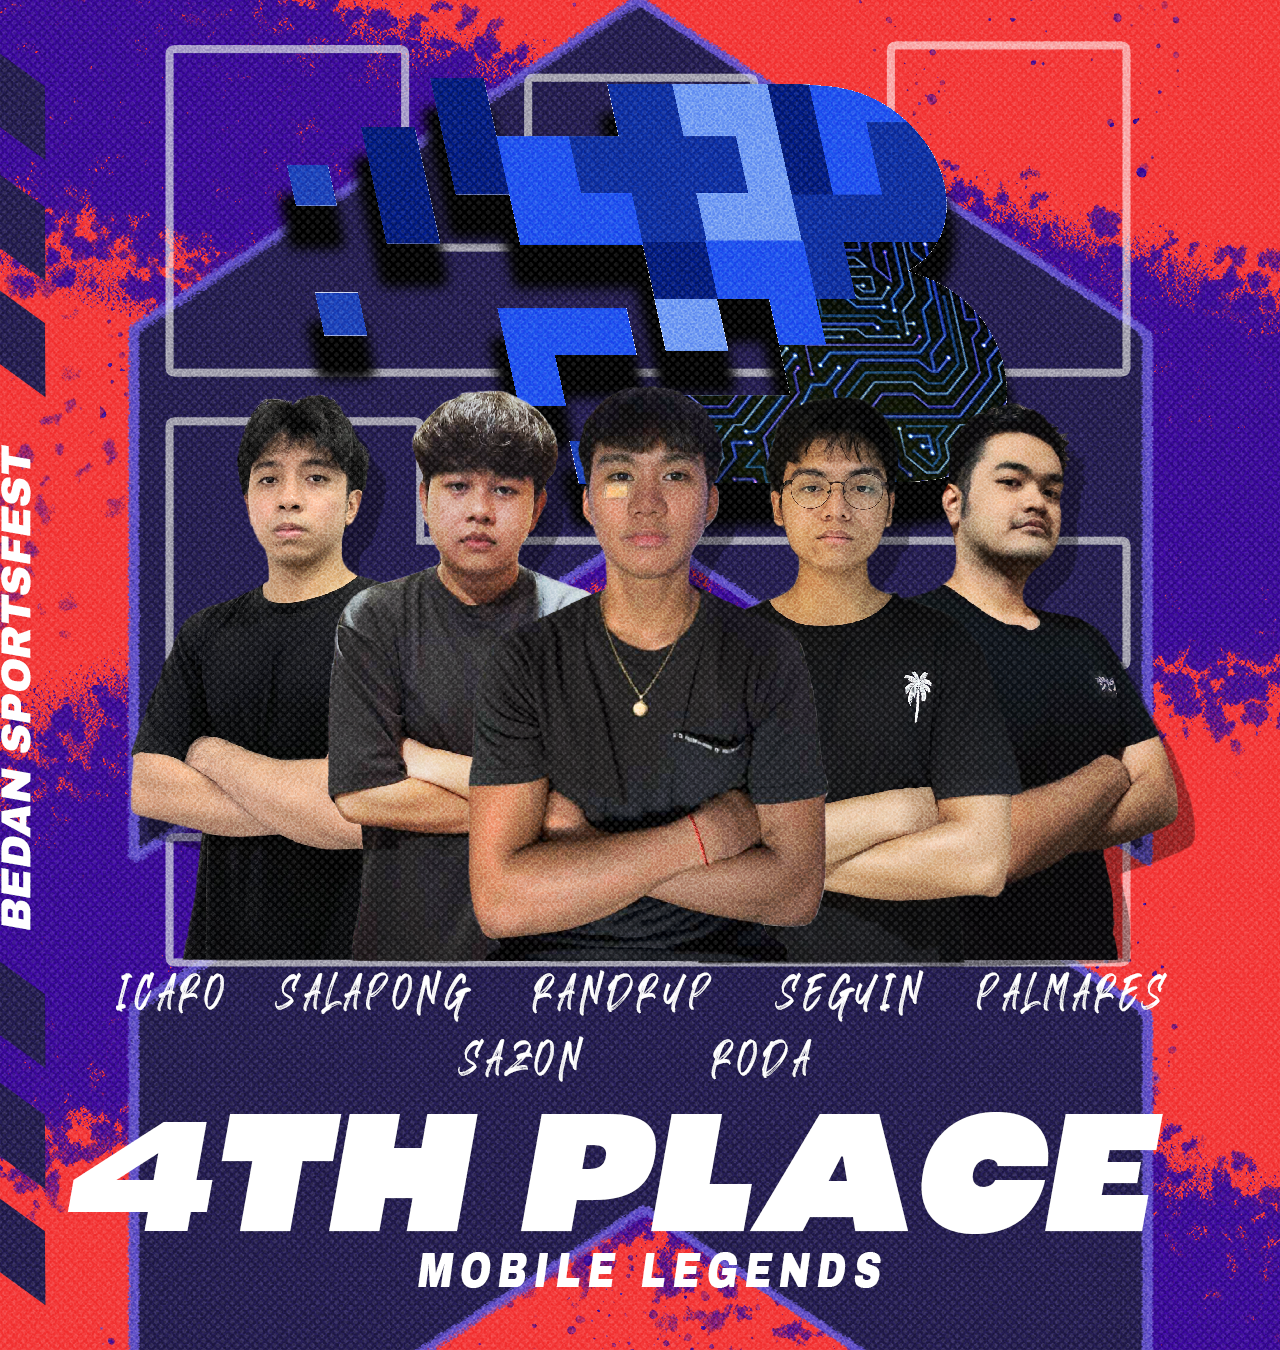 BEDAN SPORTSFEST
ICARO SALAPONG RANDRUP SEGUIN PALMARES
SAZON RODA
4TH PLACE
MOBILE LEGENDS